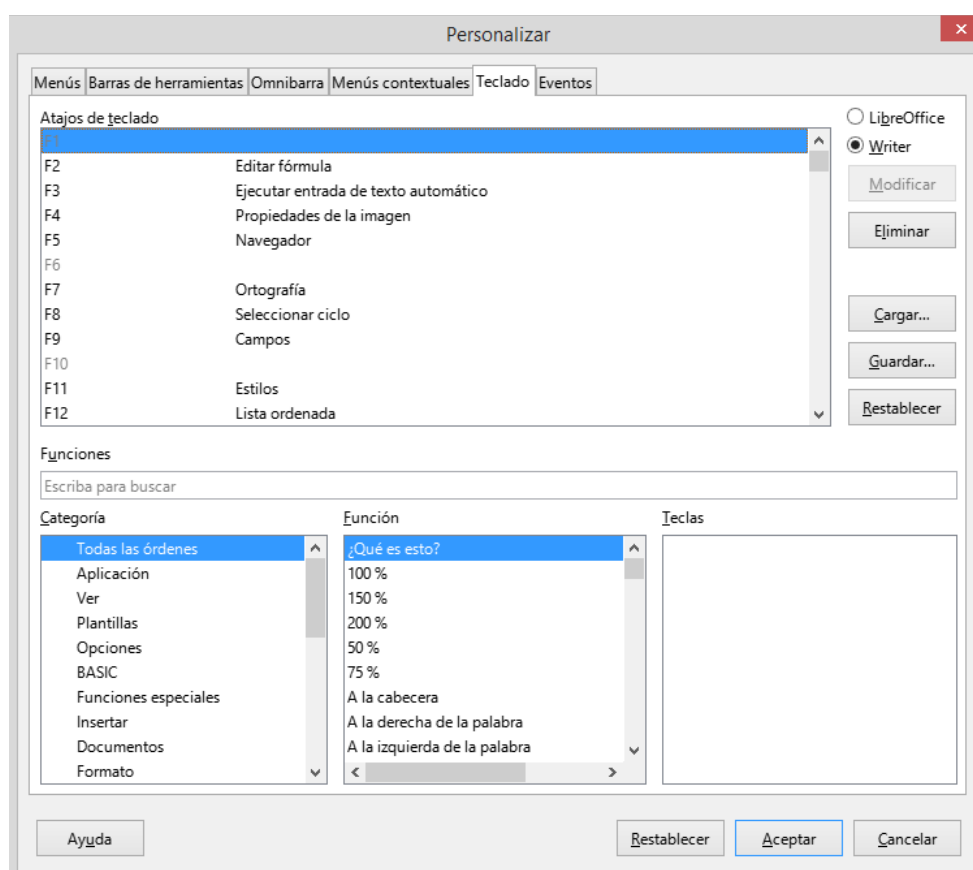 Personalizar
Menús Barras de herramientas Omnibarra Menús contextuales Teclado Eventos
Atajos de teclado
LibreOffice
Writer
Modificar
Eliminar
Cargar...
Guardar...
Restablecer
F1
F2 Editar fórmula
F3 Ejecutar entrada de texto automático
F4 Propiedades de la imagen
F5 Navegador
F6
F7 Ortografía
F8 Seleccionar ciclo
F9 Campos
F10
F11 Estilos
F12 Lista ordenada
Funciones
Escriba para buscar
Categoría
Todas las órdenes
Aplicación
Ver
Plantillas
Opciones
BASIC
Funciones especiales
Insertar
Documentos
Formato
Función
¿Qué es esto?
100 %
150 %
200 %
50 %
75 %
A la cabecera
A la derecha de la palabra
A la izquierda de la palabra
Teclas
Ayuda Restablecer Aceptar Cancelar